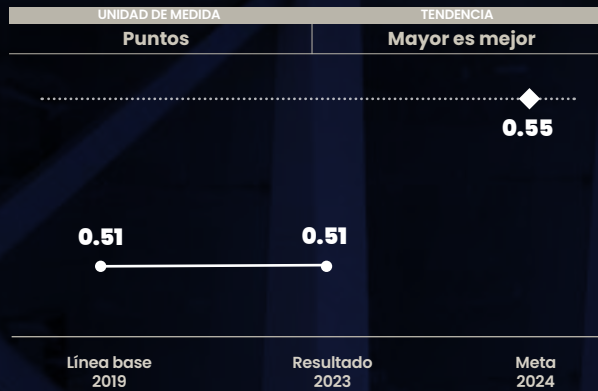 UNIDAD DE MEDIDA TENDENCIA
Puntos Mayor es mejor
0.55
0.51 0.51
Línea base Resultado Meta
2019 2023 2024